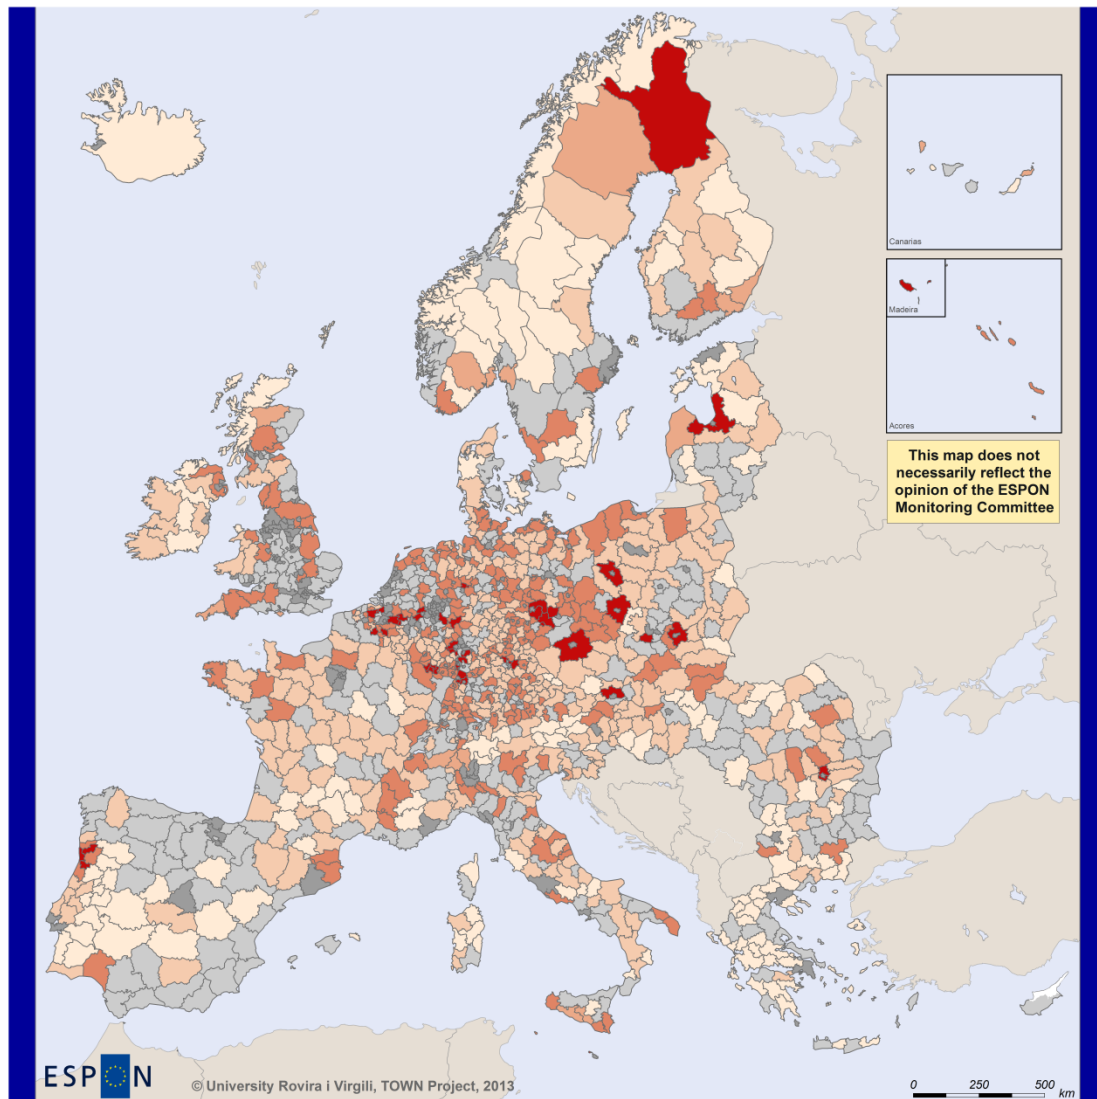 Canarias
Madeira
Acores
This map does not
necessarily reflect the
opinion of the ESPON
Monitoring Committee
ESPON
© University Rovira i Virgili, TOWN Project, 2013
0 250 500
km